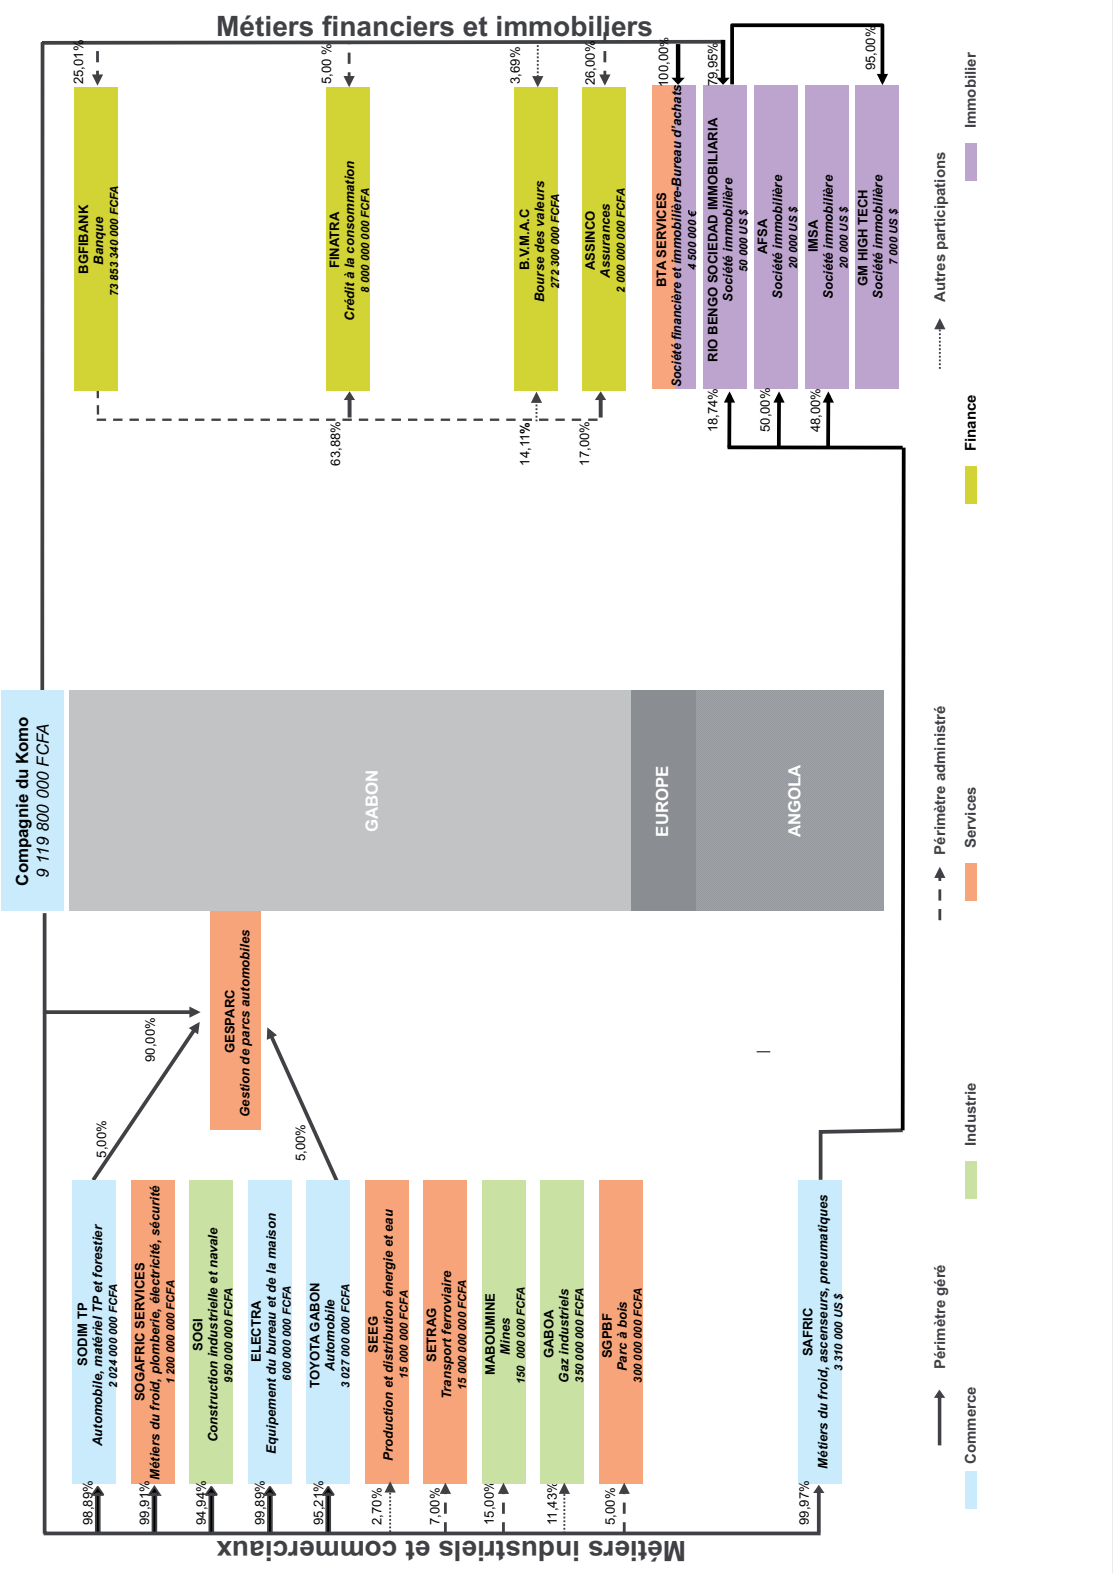 Compagnie du Komo
9 119 800 000 FCFA
Métiers industriels et commerciaux
98,89%
SODIM TP
Automobile, matériel TP et forestier
2 024 000 000 FCFA
99,91%
SOGAFRIC SERVICES
Métiers du froid, plomberie, électricité, sécurité
1 200 000 000 FCFA
94,94%
SOGI
Construction industrielle et navale
950 000 000 FCFA
99,89%
ELECTRA
Equipement du bureau et de la maison
600 000 000 FCFA
95,21%
TOYOTA GABON
Automobile
3 027 000 000 FCFA
2,70%
SEEG
Production et distribution énergie et eau
15 000 000 FCFA
7,00%
SETRAG
Transport ferroviaire
15 000 000 000 FCFA
15,00%
MABOUMINE
Mines
150 000 000 FCFA
11,43%
GABOA
Gaz industriels
350 000 000 FCFA
5,00%
SGPBF
Parc à bois
300 000 000 FCFA
99,97%
SAFRIC
Métiers du froid, ascenseurs, pneumatiques
3 310 000 US $
5,00%
90,00%
5,00%
GESPARC
Gestion de parcs automobiles
GABON
EUROPE
ANGOLA
Métiers financiers et immobiliers
25,01%
BGFIBANK
Banque
73 853 340 000 FCFA
5,00 %
63,88%
FINATRA
Crédit à la consommation
8 000 000 000 FCFA
3,69%
14,11%
B.V.M.A.C
Bourse des valeurs
272 300 000 FCFA
26,00%
17,00%
ASSINCO
Assurances
2 000 000 000 FCFA
100,00%
BTA SERVICES
Société financière et immobilière-Bureau d'achats
4 500 000 €
79,95%
18,74%
RIO BENGO SOCIEDAD IMMOBILIARIA
Société immobilière
50 000 US $
50,00%
AFSA
Société immobilière
20 000 US $
48,00%
IMSA
Société immobilière
20 000 US $
95,00%
GM HIGH TECH
Société immobilière
7 000 US $
Périmètre géré
Périmètre administré
Autres participations
Commerce
Industrie
Services
Finance
Immobilier